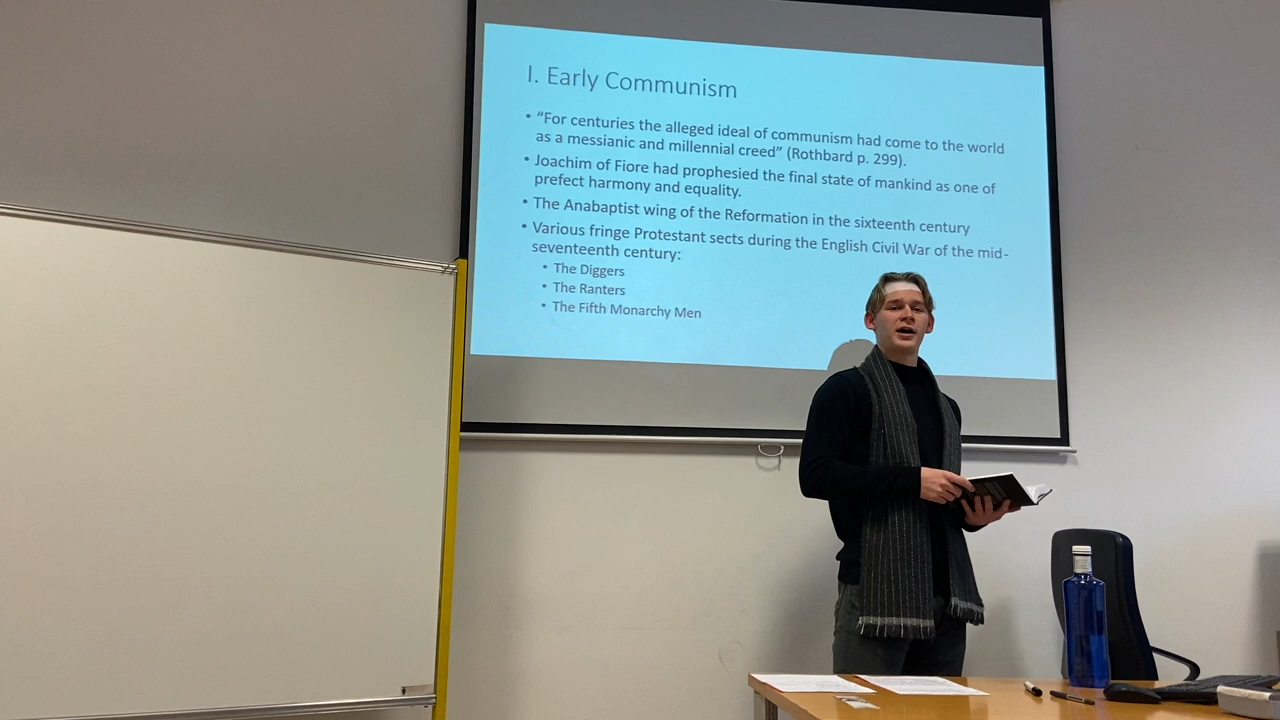 I. Early Communism
• “For centuries the alleged ideal of communism had come to the world
as a messianic and millennial creed” (Rothbard p. 299).
• Joachim of Fiore had prophesied the final state of mankind as one of
prefect harmony and equality.
• The Anabaptist wing of the Reformation in the sixteenth century
• Various fringe Protestant sects during the English Civil War of the mid-
seventeenth century:
• The Diggers
• The Ranters
• The Fifth Monarchy Men